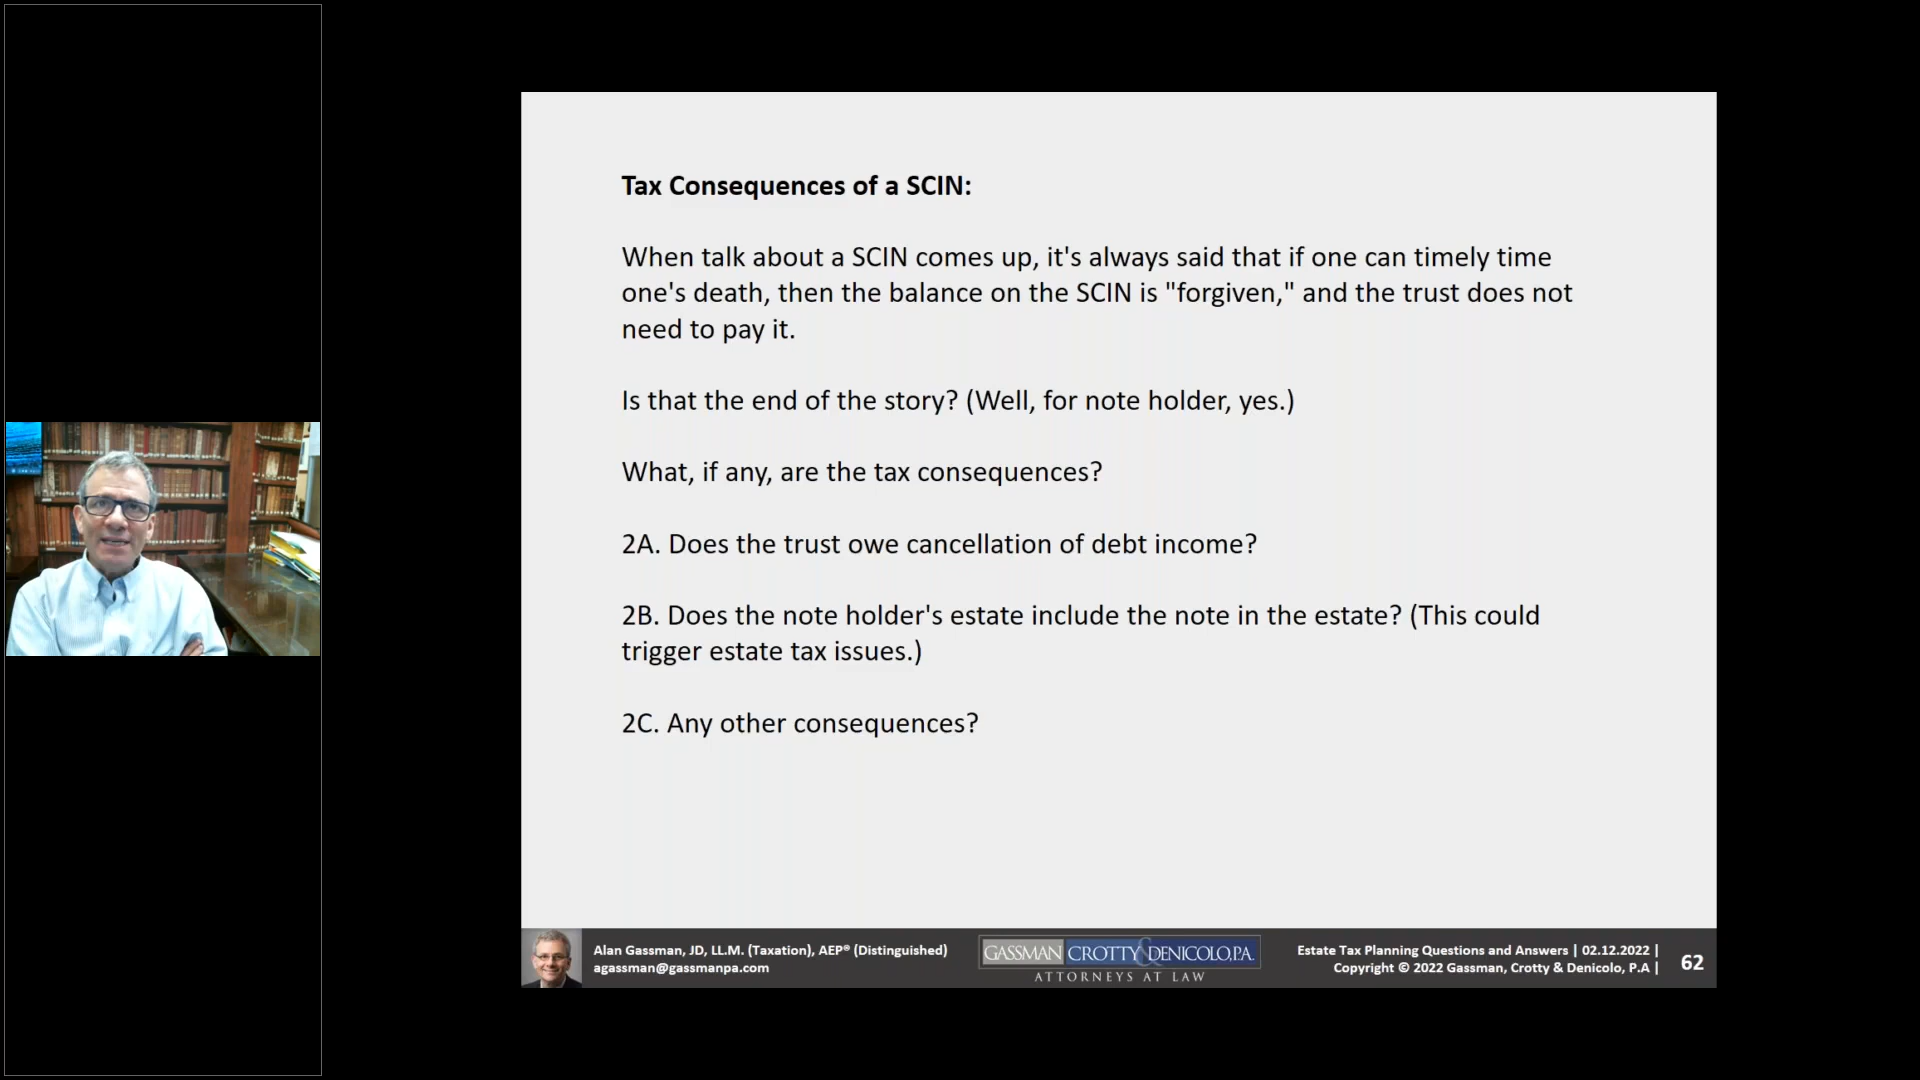 Tax Consequences of a SCIN:
When talk about a SCIN comes up, it's always said that if one can timely time
one's death, then the balance on the SCIN is "forgiven," and the trust does not
need to pay it.
Is that the end of the story? (Well, for note holder, yes.)
What, if any, are the tax consequences?
2A. Does the trust owe cancellation of debt income?
2B. Does the note holder's estate include the note in the estate? (This could
trigger estate tax issues.)
2C. Any other consequences?
Alan Gassman, JD, LL.M. (Taxation), AEP® (Distinguished)
agassman@gassmanpa.com
GASSMAN CROTTY & DENICOLO, P.A.
ATTORNEYS AT LAW
Estate Tax Planning Questions and Answers | 02.12.2022 |
Copyright © 2022 Gassman, Crotty & Denicolo, P.A |
62